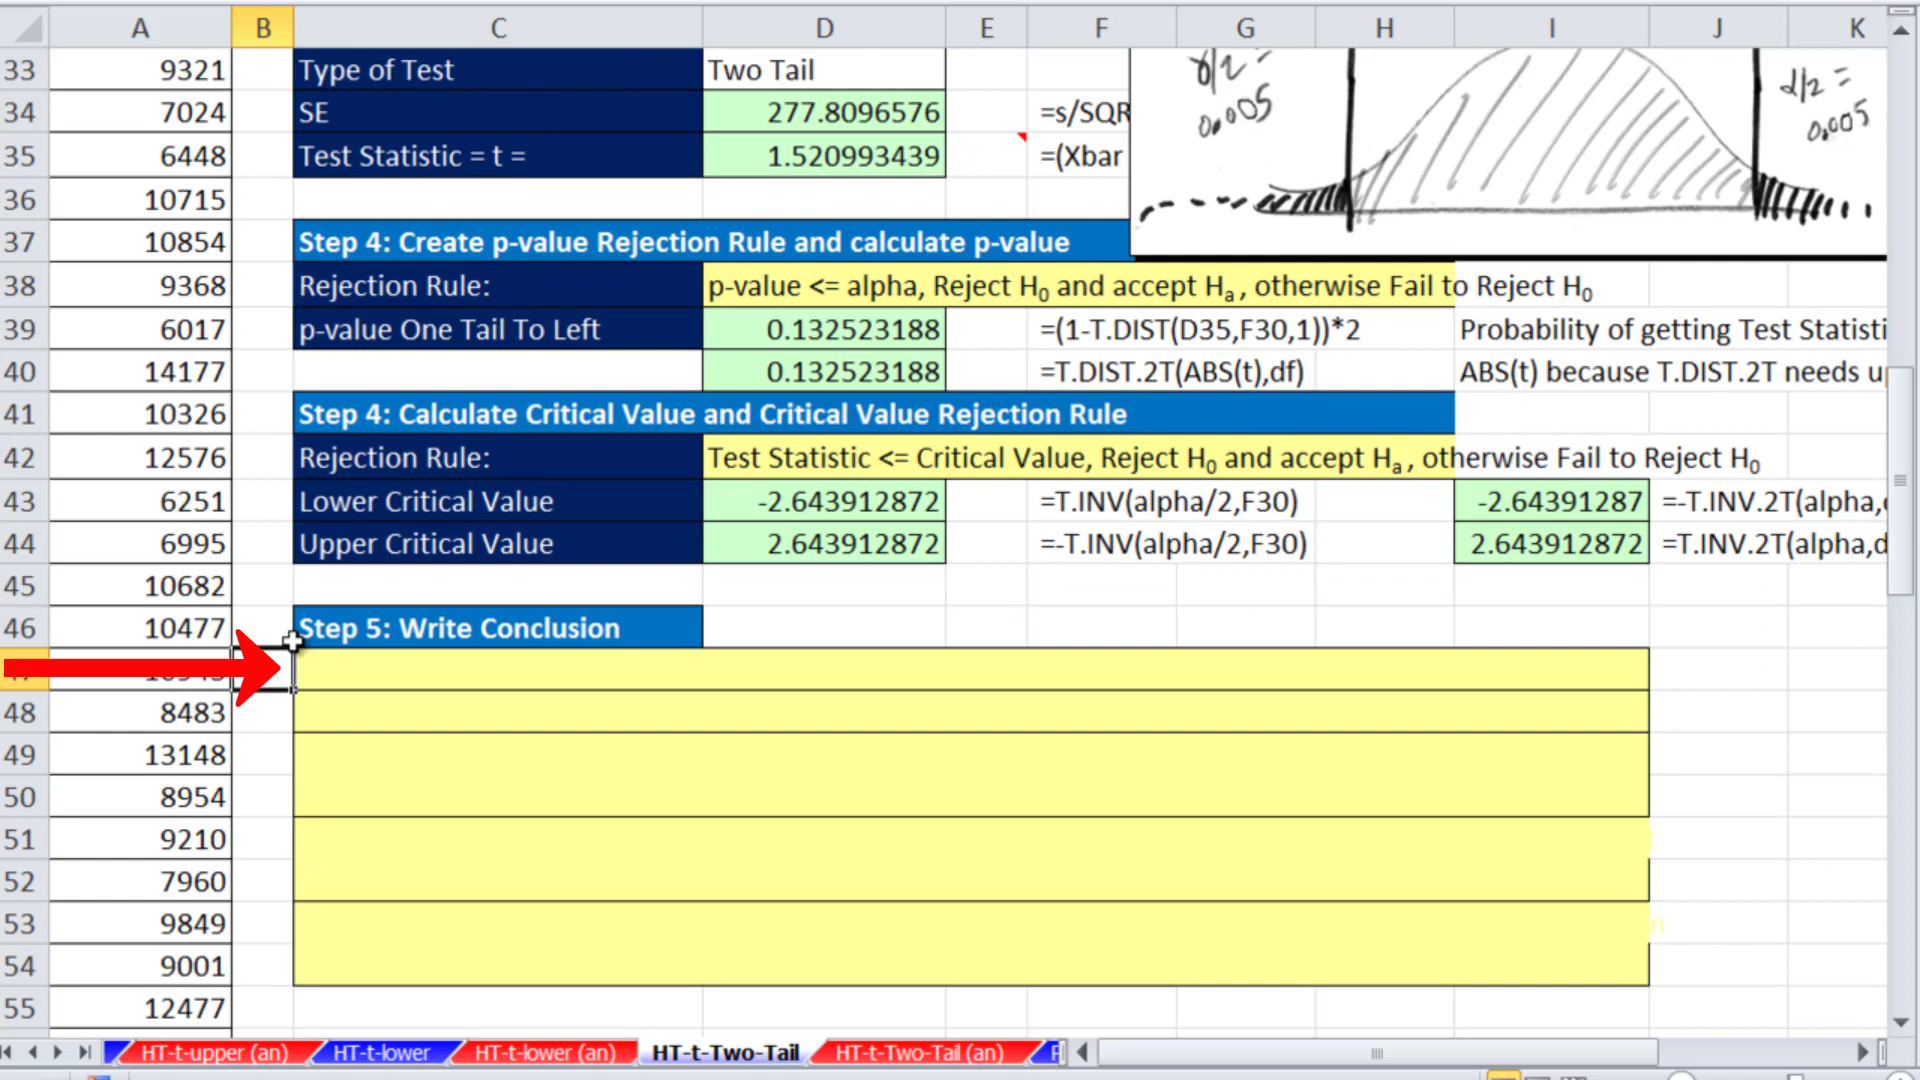 A B C D E F G H I J K
33 9321 Type of Test Two Tail α/2 = 0.005 α/2 = 0.005
34 7024 SE 277.8096576 =s/SQR
35 6448 Test Statistic = t = 1.520993439 =(Xbar
36 10715
37 10854 Step 4: Create p-value Rejection Rule and calculate p-value
38 9368 Rejection Rule: p-value <= alpha, Reject H₀ and accept Hₐ, otherwise Fail to Reject H₀
39 6017 p-value One Tail To Left 0.132523188 =(1-T.DIST(D35,F30,1))*2 Probability of getting Test Statisti
40 14177 0.132523188 =T.DIST.2T(ABS(t),df) ABS(t) because T.DIST.2T needs u
41 10326 Step 4: Calculate Critical Value and Critical Value Rejection Rule
42 12576 Rejection Rule: Test Statistic <= Critical Value, Reject H₀ and accept Hₐ, otherwise Fail to Reject H₀
43 6251 Lower Critical Value -2.643912872 =T.INV(alpha/2,F30) -2.64391287 =-T.INV.2T(alpha,
44 6995 Upper Critical Value 2.643912872 =-T.INV(alpha/2,F30) 2.643912872 =T.INV.2T(alpha,d
45 10682
46 10477 Step 5: Write Conclusion
48 8483
49 13148
50 8954
51 9210
52 7960
53 9849
54 9001
55 12477
HT-t-upper (an) HT-t-lower HT-t-lower (an) HT-t-Two-Tail HT-t-Two-Tail (an)